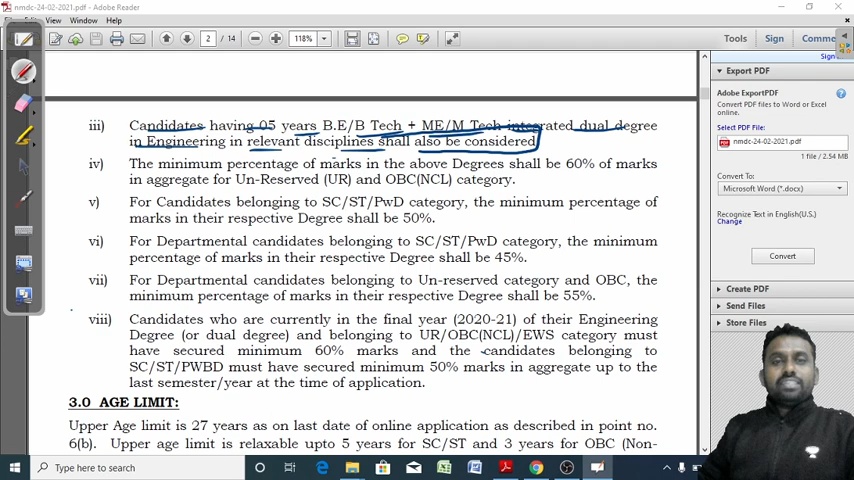 nmdc-24-02-2021.pdf - Adobe Reader
File Edit View Window Help
2 / 14 118% Tools Sign Comme
Sign
Export PDF
Adobe ExportPDF
Convert PDF files to Word or Excel
online.
Select PDF File:
nmdc-24-02-2021.pdf
1 file / 2.54 MB
Convert To:
Microsoft Word (*.docx)
Recognize Text in English(U.S.)
Change
Convert
Create PDF
Send Files
Store Files
iii) Candidates having 05 years B.E/B Tech + ME/M Tech integrated dual degree
in Engineering in relevant disciplines shall also be considered
iv) The minimum percentage of marks in the above Degrees shall be 60% of marks
in aggregate for Un-Reserved (UR) and OBC(NCL) category.
v) For Candidates belonging to SC/ST/PwD category, the minimum percentage of
marks in their respective Degree shall be 50%.
vi) For Departmental candidates belonging to SC/ST/PwD category, the minimum
percentage of marks in their respective Degree shall be 45%.
vii) For Departmental candidates belonging to Un-reserved category and OBC, the
minimum percentage of marks in their respective Degree shall be 55%.
viii) Candidates who are currently in the final year (2020-21) of their Engineering
Degree (or dual degree) and belonging to UR/OBC(NCL)/EWS category must
have secured minimum 60% marks and the candidates belonging to
SC/ST/PWBD must have secured minimum 50% marks in aggregate up to the
last semester/year at the time of application.
3.0 AGE LIMIT:
Upper Age limit is 27 years as on last date of online application as described in point no.
6(b). Upper age limit is relaxable upto 5 years for SC/ST and 3 years for OBC (Non-
Type here to search